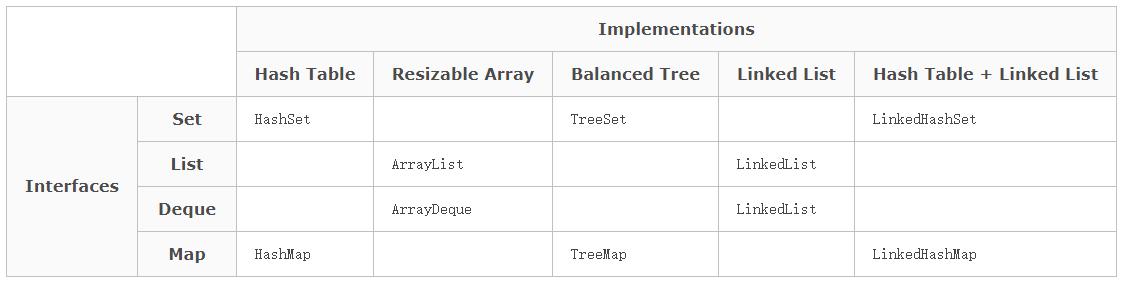 Implementations
Hash Table Resizable Array Balanced Tree Linked List Hash Table + Linked List
Interfaces
Set HashSet TreeSet LinkedHashSet
List ArrayList LinkedList
Deque ArrayDeque LinkedList
Map HashMap TreeMap LinkedHashMap